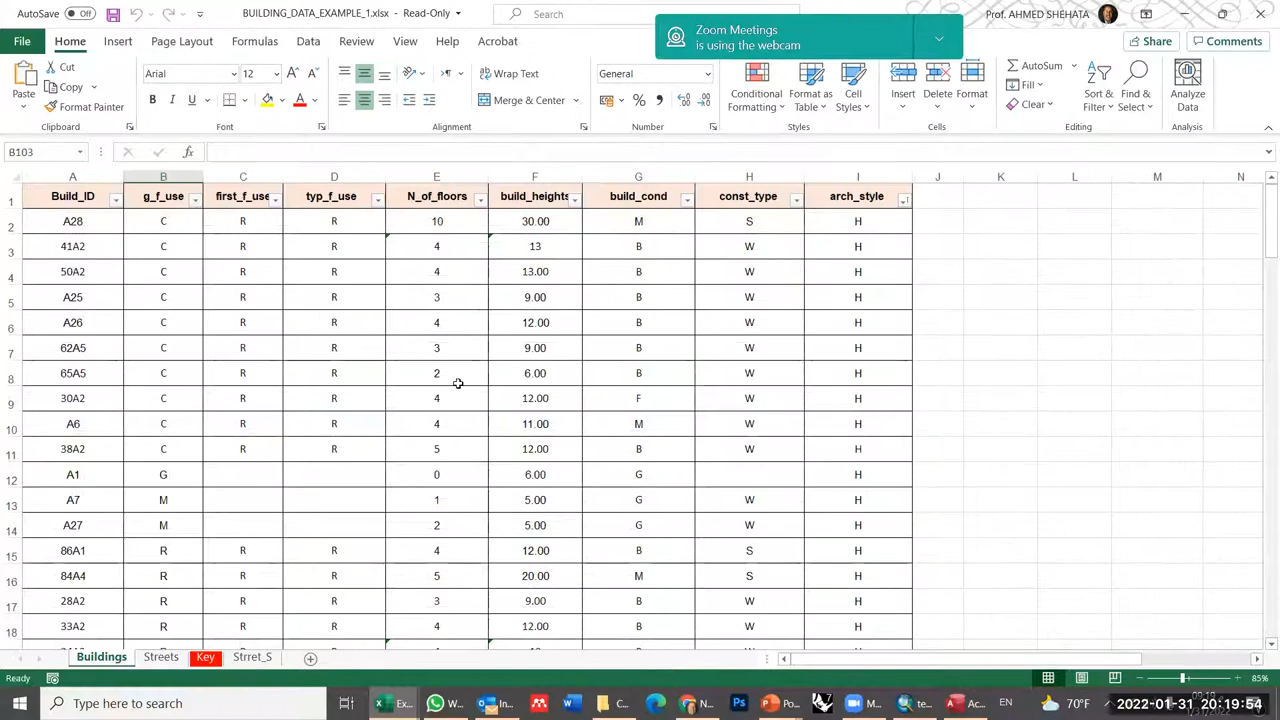 AutoSave Off BUILDING_DATA_EXAMPLE_1.xlsx - Read-Only Search Prof. AHMED SHEHATA
Zoom Meetings
is using the webcam
File Home Insert Page Layout Formulas Data Review View Help Acrobat Share Comments
Paste Cut Copy Format Painter
Arial 12 A A
B I U
Wrap Text
Merge & Center
General
Conditional Formatting Format as Table Cell Styles
Insert Delete Format
AutoSum Fill Clear
Sort & Filter Find & Select
Analyze Data
Clipboard Font Alignment Number Styles Cells Editing Analysis
B103 fx
A B C D E F G H I J K L M N
1 Build_ID g_f_use first_f_use typ_f_use N_of_floors build_heights build_cond const_type arch_style
2 A28 C R R 10 30.00 M S H
3 41A2 C R R 4 13 B W H
4 50A2 C R R 4 13.00 B W H
5 A25 C R R 3 9.00 B W H
6 A26 C R R 4 12.00 B W H
7 62A5 C R R 3 9.00 B W H
8 65A5 C R R 2 6.00 B W H
9 30A2 C R R 4 12.00 F W H
10 A6 C R R 4 11.00 M W H
11 38A2 C R R 5 12.00 B W H
12 A1 G 0 6.00 G H
13 A7 M 1 5.00 G W H
14 A27 M 2 5.00 G W H
15 86A1 R R R 4 12.00 B S H
16 84A4 R R R 5 20.00 M S H
17 28A2 R R R 3 9.00 B W H
18 33A2 R R R 4 12.00 B W H
Buildings Streets Key Strret_S
Ready 85%
Type here to search Ex... W... In... C... N... Po... M... te... Ac... 70°F EN
2022-01-31 20:19:54